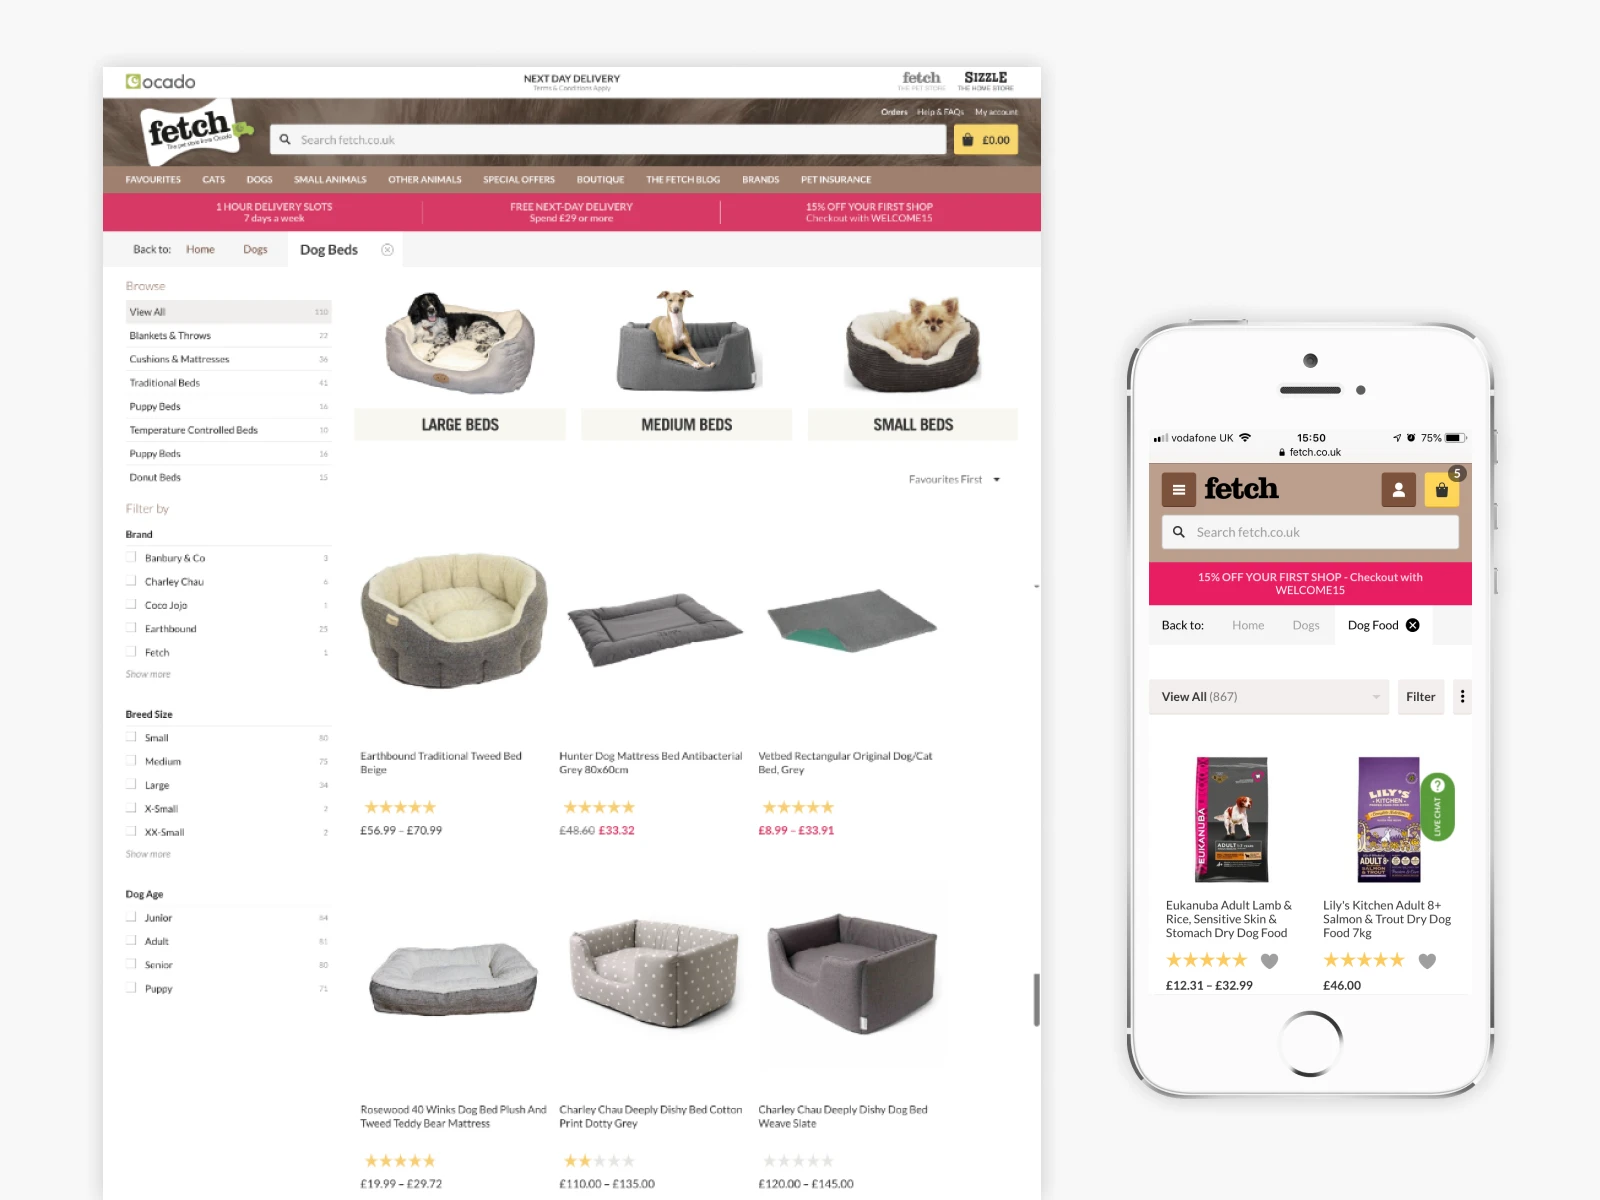 ocado
NEXT DAY DELIVERY
Terms & Conditions Apply
fetch
THE PET STORE
SIZZLE
THE HOME STORE
fetch
The pet store from Ocado
Orders Help & FAQs My account
Search fetch.co.uk
£0.00
FAVOURITES CATS DOGS SMALL ANIMALS OTHER ANIMALS SPECIAL OFFERS BOUTIQUE THE FETCH BLOG BRANDS PET INSURANCE
1 HOUR DELIVERY SLOTS
7 days a week
FREE NEXT-DAY DELIVERY
Spend £29 or more
15% OFF YOUR FIRST SHOP
Checkout with WELCOME15
Back to: Home Dogs Dog Beds
Browse
View All 110
Blankets & Throws 22
Cushions & Mattresses 36
Traditional Beds 41
Puppy Beds 16
Temperature Controlled Beds 10
Puppy Beds 16
Donut Beds 15
Filter by
Brand
Banbury & Co 3
Charley Chau 6
Coco Jojo 1
Earthbound 25
Fetch 1
Show more
Breed Size
Small 80
Medium 75
Large 34
X-Small 2
XX-Small 2
Show more
Dog Age
Junior 64
Adult 81
Senior 80
Puppy 71
LARGE BEDS
MEDIUM BEDS
SMALL BEDS
Favourites First
Earthbound Traditional Tweed Bed
Beige
£56.99 – £70.99
Hunter Dog Mattress Bed Antibacterial
Grey 80x60cm
£48.60 £33.32
Vetbed Rectangular Original Dog/Cat
Bed, Grey
£8.99 – £33.91
Rosewood 40 Winks Dog Bed Plush And
Tweed Teddy Bear Mattress
£19.99 – £29.72
Charley Chau Deeply Dishy Bed Cotton
Print Dotty Grey
£110.00 – £135.00
Charley Chau Deeply Dishy Dog Bed
Weave Slate
£120.00 – £145.00
vodafone UK 15:50 75%
fetch.co.uk
fetch
5
Search fetch.co.uk
15% OFF YOUR FIRST SHOP - Checkout with
WELCOME15
Back to: Home Dogs Dog Food
View All (867) Filter
EUKANUBA
ADULT
LILY'S
KITCHEN
ADULT 8+
SALMON
& TROUT
LIVE CHAT
?
Eukanuba Adult Lamb &
Rice, Sensitive Skin &
Stomach Dry Dog Food
£12.31 – £32.99
Lily's Kitchen Adult 8+
Salmon & Trout Dry Dog
Food 7kg
£46.00